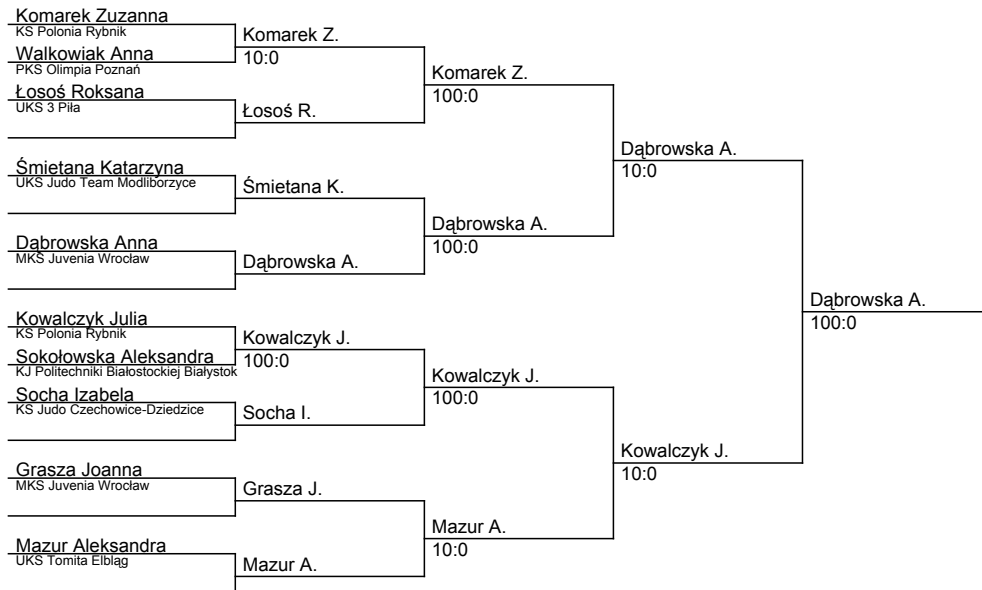 Komarek Zuzanna
KS Polonia Rybnik
Komarek Z.
10:0
Walkowiak Anna
PKS Olimpia Poznań
Komarek Z.
100:0
Łosoś Roksana
UKS 3 Piła
Łosoś R.
Dąbrowska A.
10:0
Śmietana Katarzyna
UKS Judo Team Modliborzyce
Śmietana K.
Dąbrowska A.
100:0
Dąbrowska Anna
MKS Juvenia Wrocław
Dąbrowska A.
Dąbrowska A.
100:0
Kowalczyk Julia
KS Polonia Rybnik
Kowalczyk J.
100:0
Sokołowska Aleksandra
KJ Politechniki Białostockiej Białystok
Kowalczyk J.
100:0
Socha Izabela
KS Judo Czechowice-Dziedzice
Socha I.
Kowalczyk J.
10:0
Grasza Joanna
MKS Juvenia Wrocław
Grasza J.
Mazur A.
10:0
Mazur Aleksandra
UKS Tomita Elbląg
Mazur A.